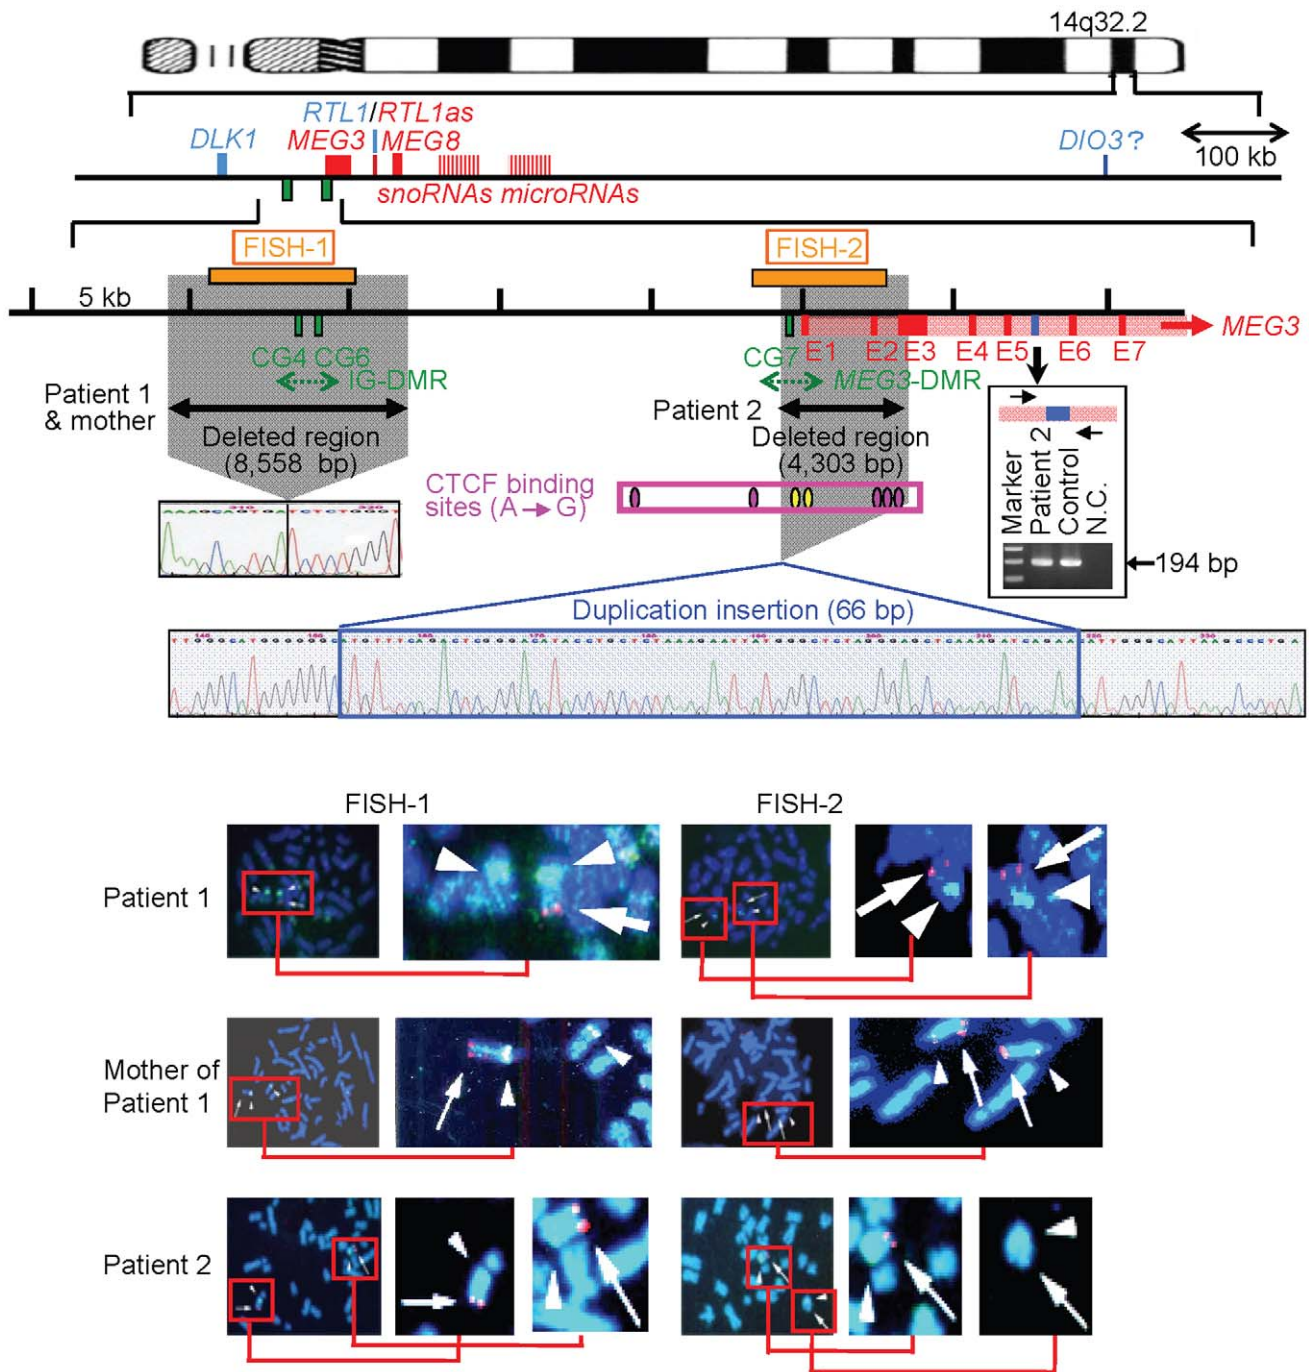 14q32.2
RTL1/RTL1as
DLK1 MEG3 MEG8 DIO3?
100 kb
snoRNAs microRNAs
FISH-1 FISH-2
5 kb
MEG3
CG4 CG6 CG7 E1 E2 E3 E4 E5 E6 E7
IG-DMR MEG3-DMR
Patient 1
& mother
Patient 2
Deleted region
(8,558 bp)
Deleted region
(4,303 bp)
CTCF binding
sites (A → G)
Marker
Patient 2
Control
N.C.
194 bp
310 320
AAAGCAGTGATCTCTGGGT
Duplication insertion (66 bp)
FISH-1 FISH-2
Patient 1
Mother of
Patient 1
Patient 2